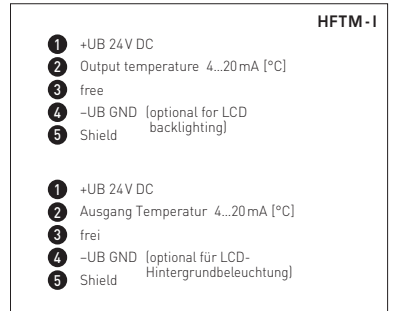 HFTM-I
1 +UB 24V DC
2 Output temperature 4...20mA [°C]
3 free
4 –UB GND (optional for LCD
backlighting)
5 Shield
1 +UB 24V DC
2 Ausgang Temperatur 4...20mA [°C]
3 frei
4 –UB GND (optional für LCD-
Hintergrundbeleuchtung)
5 Shield